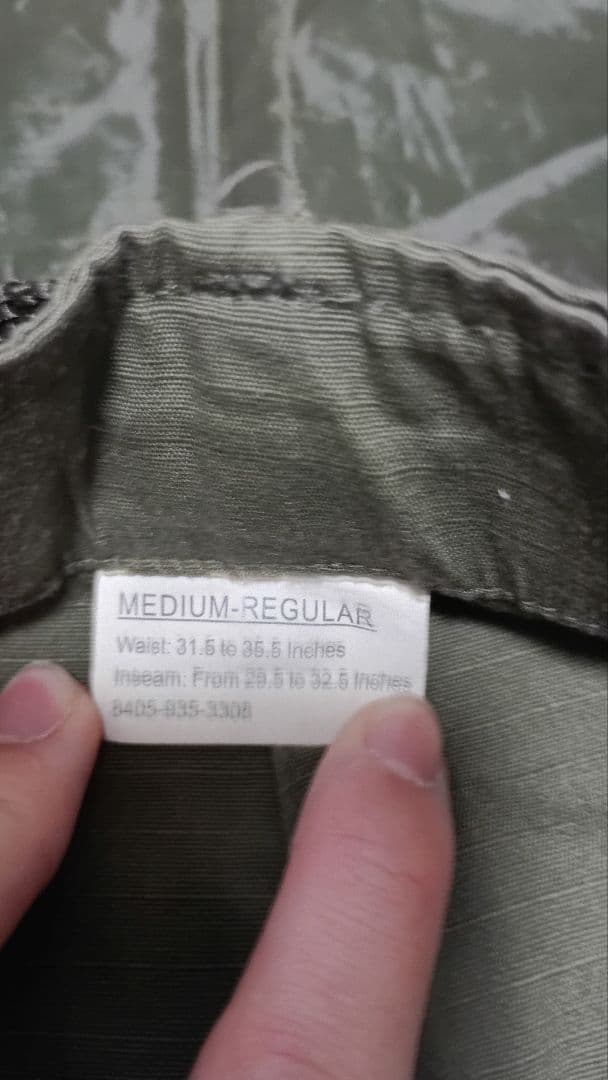 MEDIUM-REGULAR
Waist: 31.5 to 35.5 Inches
Inseam: From 29.5 to 32.5 Inches
8405-935-3308